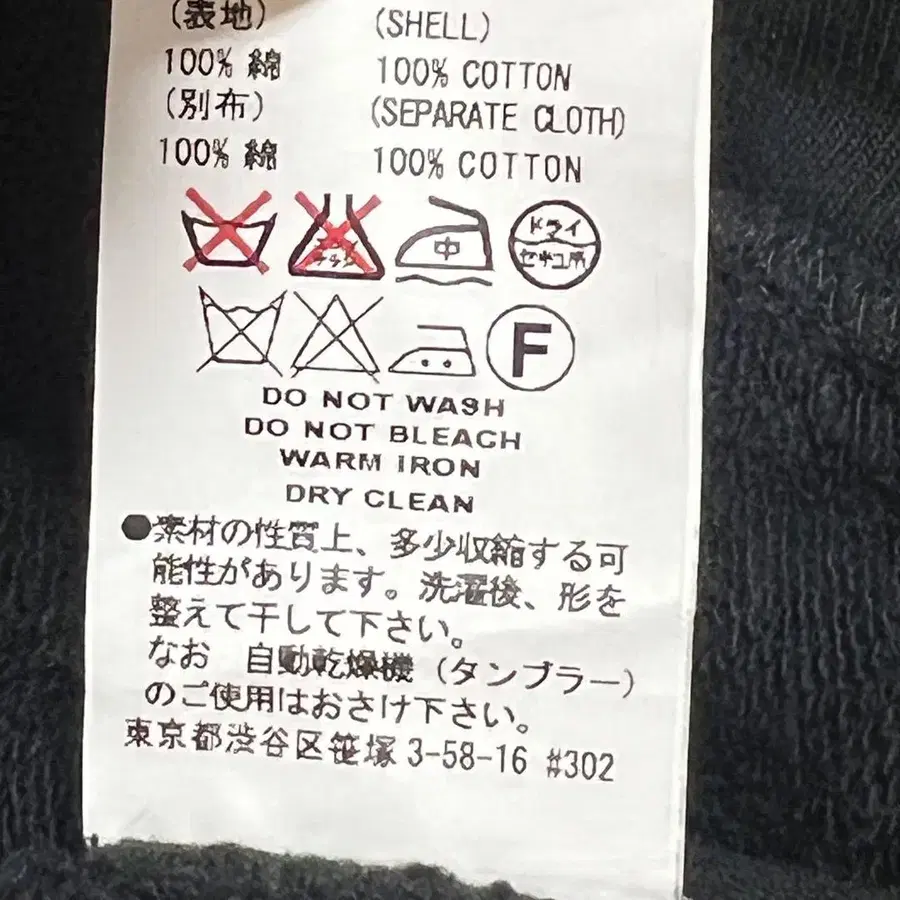 (表地) (SHELL)
100% 綿 100% COTTON
(別布) (SEPARATE CLOTH)
100% 綿 100% COTTON
中 ドライ
セキユ系
F
DO NOT WASH
DO NOT BLEACH
WARM IRON
DRY CLEAN
●素材の性質上、多少収縮する可
能性があります。洗濯後、形を
整えて干して下さい。
なお 自動乾燥機（タンブラー）
のご使用はおさけ下さい。
東京都渋谷区笹塚 3-58-16 #302